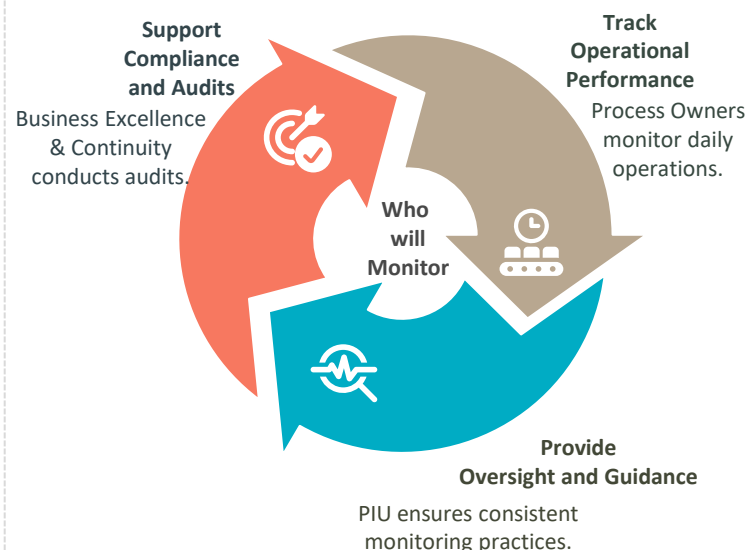 Support
Compliance
and Audits
Business Excellence
& Continuity
conducts audits.
Track
Operational
Performance
Process Owners
monitor daily
operations.
Who
will
Monitor
Provide
Oversight and Guidance
PIU ensures consistent
monitoring practices.